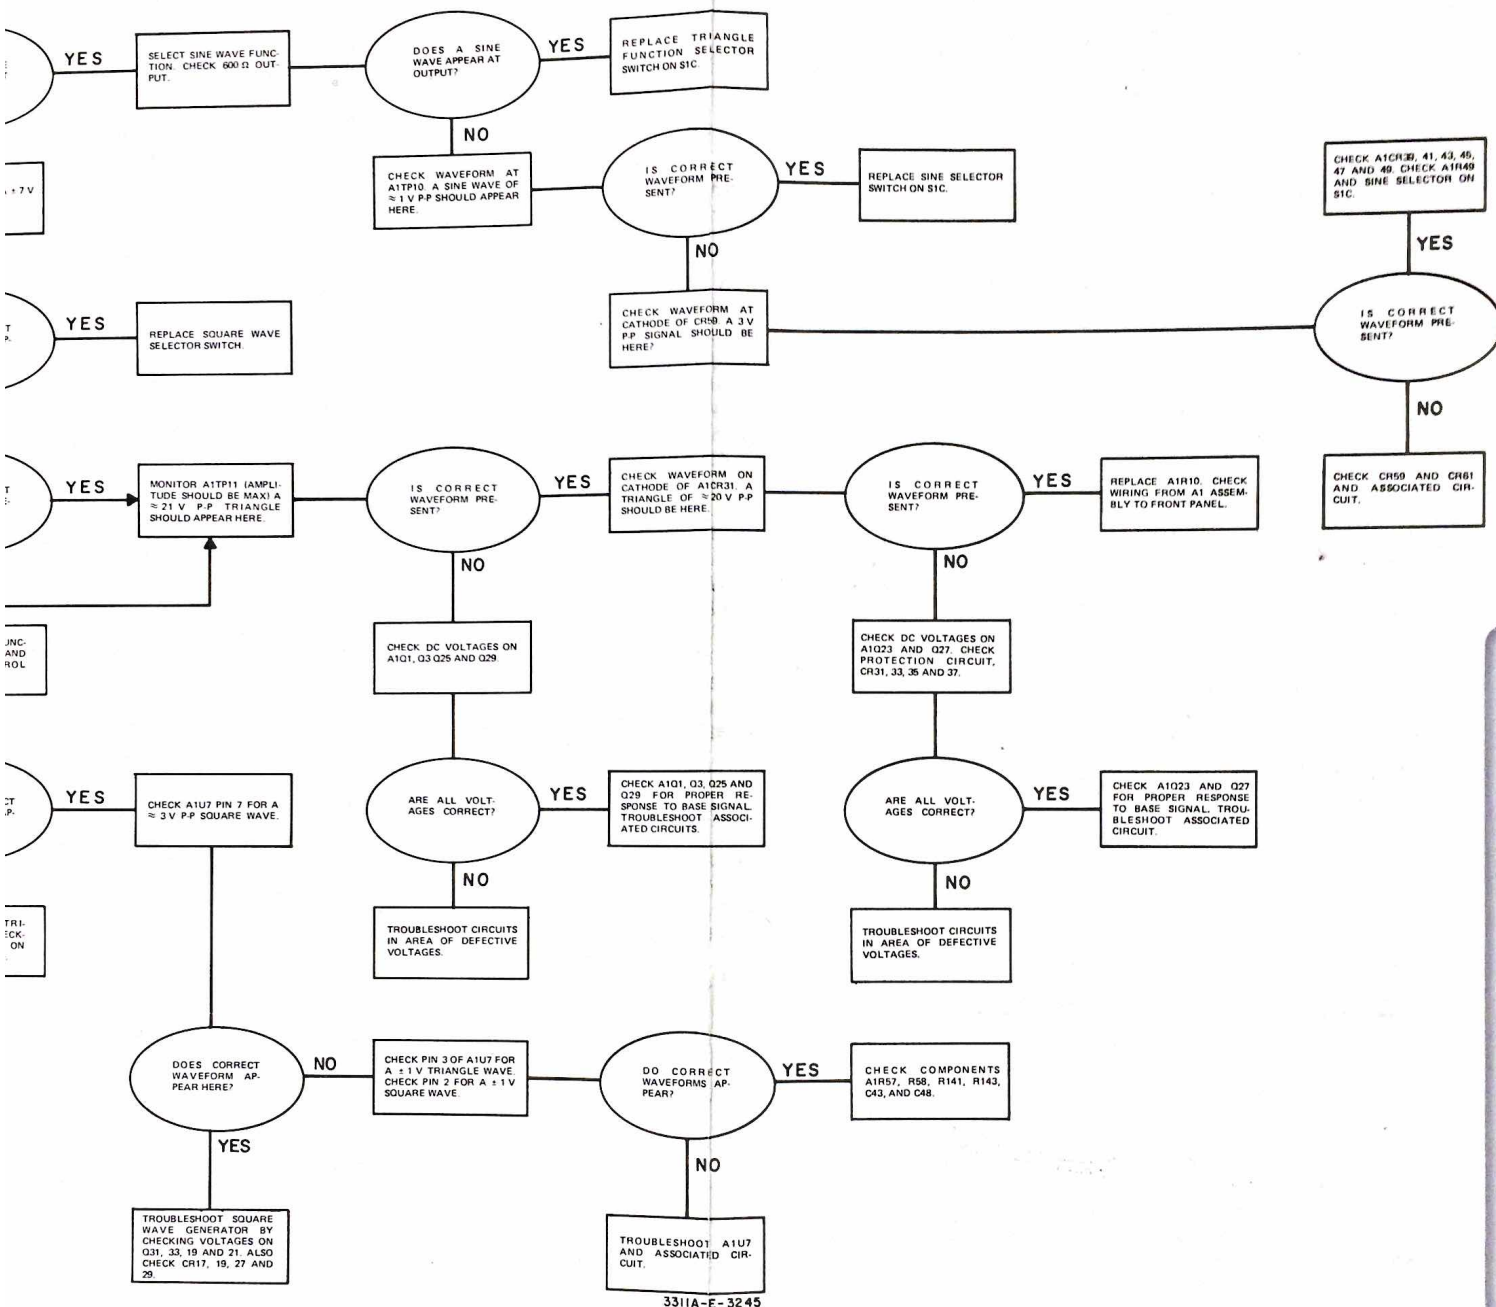 YES
SELECT SINE WAVE FUNC-
TION. CHECK 600 Ω OUT-
PUT.
DOES A SINE
WAVE APPEAR AT
OUTPUT?
YES
REPLACE TRIANGLE
FUNCTION SELECTOR
SWITCH ON S1C.
NO
± 7 V
CHECK WAVEFORM AT
A1TP10. A SINE WAVE OF
≈ 1 V P-P SHOULD APPEAR
HERE.
IS CORRECT
WAVEFORM PRE-
SENT?
YES
REPLACE SINE SELECTOR
SWITCH ON S1C.
CHECK A1CR39, 41, 43, 45,
47 AND 49. CHECK A1R49
AND SINE SELECTOR ON
S1C.
YES
NO
YES
REPLACE SQUARE WAVE
SELECTOR SWITCH.
CHECK WAVEFORM AT
CATHODE OF CR59. A 3 V
P-P SIGNAL SHOULD BE
HERE?
IS CORRECT
WAVEFORM PRE-
SENT?
NO
CHECK CR59 AND CR61
AND ASSOCIATED CIR-
CUIT.
YES
MONITOR A1TP11 (AMPLI-
TUDE SHOULD BE MAX) A
≈ 21 V P-P TRIANGLE
SHOULD APPEAR HERE.
IS CORRECT
WAVEFORM PRE-
SENT?
YES
CHECK WAVEFORM ON
CATHODE OF A1CR31. A
TRIANGLE OF ≈ 20 V P-P
SHOULD BE HERE.
IS CORRECT
WAVEFORM PRE-
SENT?
YES
REPLACE A1R10. CHECK
WIRING FROM A1 ASSEM-
BLY TO FRONT PANEL.
NO
NO
UNC-
AND
ROL
CHECK DC VOLTAGES ON
A1Q1, Q3 Q25 AND Q29.
CHECK DC VOLTAGES ON
A1Q23 AND Q27. CHECK
PROTECTION CIRCUIT,
CR31, 33, 35 AND 37.
YES
CHECK A1U7 PIN 7 FOR A
≈ 3 V P-P SQUARE WAVE.
ARE ALL VOLT-
AGES CORRECT?
YES
CHECK A1Q1, Q3, Q25 AND
Q29 FOR PROPER RE-
SPONSE TO BASE SIGNAL.
TROUBLESHOOT ASSOCI-
ATED CIRCUITS.
ARE ALL VOLT-
AGES CORRECT?
YES
CHECK A1Q23 AND Q27
FOR PROPER RESPONSE
TO BASE SIGNAL. TROU-
BLESHOOT ASSOCIATED
CIRCUIT.
NO
NO
TRI-
ECK-
ON
TROUBLESHOOT CIRCUITS
IN AREA OF DEFECTIVE
VOLTAGES.
TROUBLESHOOT CIRCUITS
IN AREA OF DEFECTIVE
VOLTAGES.
DOES CORRECT
WAVEFORM AP-
PEAR HERE?
NO
CHECK PIN 3 OF A1U7 FOR
A ± 1 V TRIANGLE WAVE.
CHECK PIN 2 FOR A ± 1 V
SQUARE WAVE.
DO CORRECT
WAVEFORMS AP-
PEAR?
YES
CHECK COMPONENTS
A1R57, R58, R141, R143,
C43, AND C48.
YES
NO
TROUBLESHOOT SQUARE
WAVE GENERATOR BY
CHECKING VOLTAGES ON
Q31, 33, 19 AND 21. ALSO
CHECK CR17, 19, 27 AND
29.
TROUBLESHOOT A1U7
AND ASSOCIATED CIR-
CUIT.
3311A-E-3245